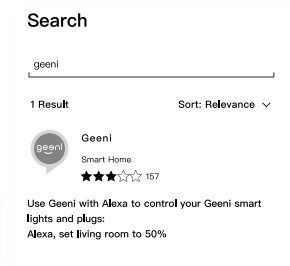 Search
geeni
1 Result Sort: Relevance
geeni
Geeni
Smart Home
157
Use Geeni with Alexa to control your Geeni smart
lights and plugs:
Alexa, set living room to 50%